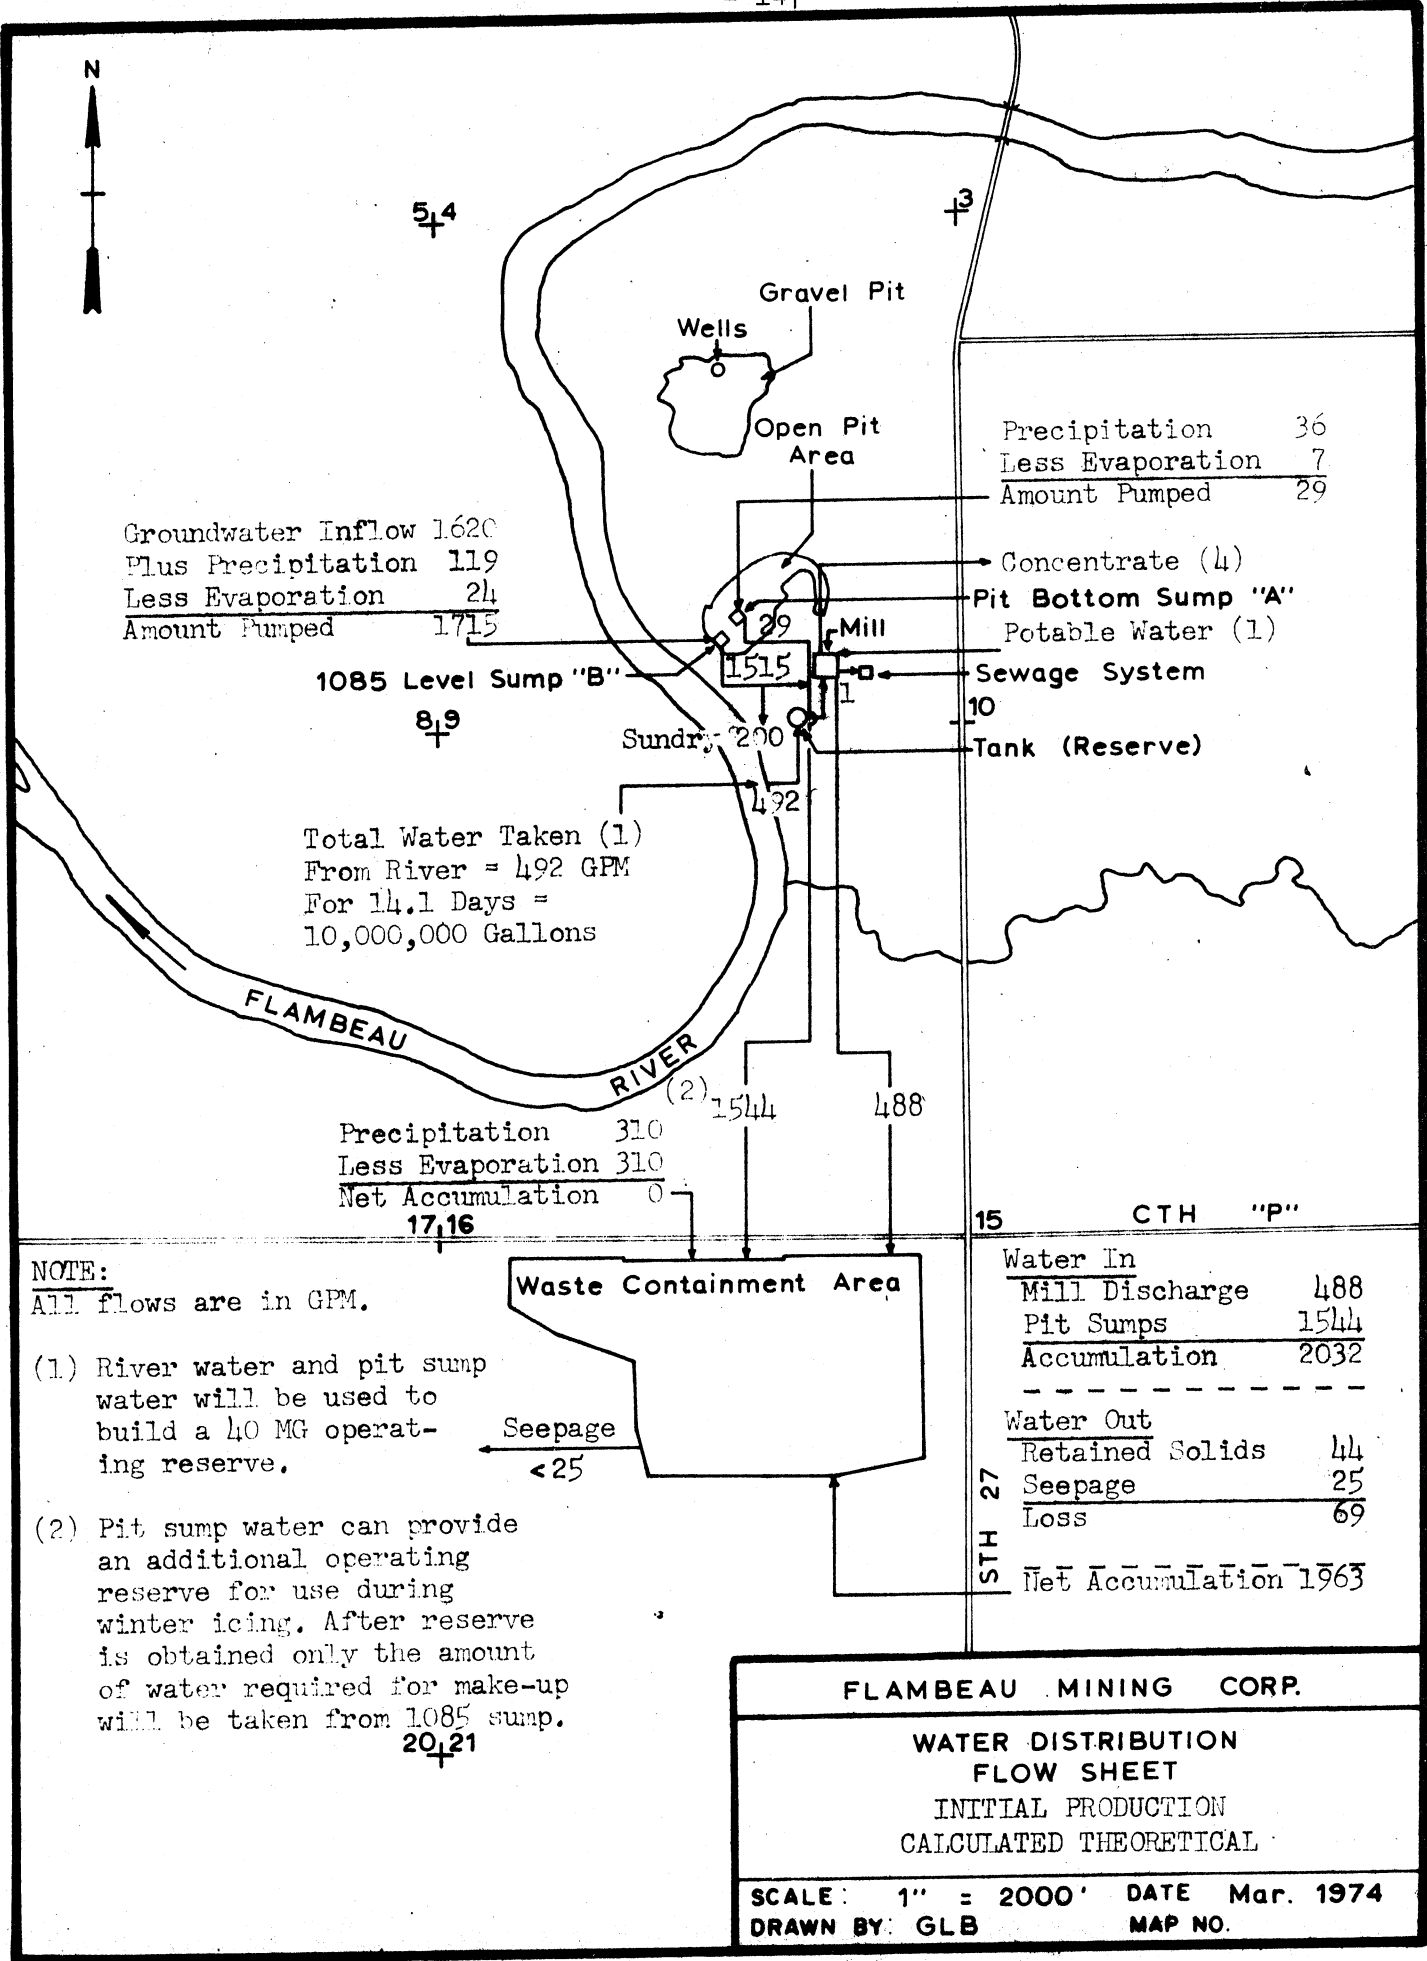 - 147
N
5 4
3
Gravel Pit
Wells
Open Pit
Area
Precipitation 36
Less Evaporation 7
Amount Pumped 29
Groundwater Inflow 1620
Plus Precipitation 119
Less Evaporation 24
Amount Pumped 1715
Concentrate (4)
Pit Bottom Sump "A"
29
Mill
Potable Water (1)
1515
1085 Level Sump "B"
Sewage System
1
8 9
10
Sundry 200
Tank (Reserve)
492
Total Water Taken (1)
From River = 492 GPM
For 14.1 Days =
10,000,000 Gallons
FLAMBEAU RIVER
(2) 1544
488
Precipitation 310
Less Evaporation 310
Net Accumulation 0
17 16
15
CTH "P"
NOTE:
All flows are in GPM.
(1) River water and pit sump
water will be used to
build a 40 MG operat-
ing reserve.
(2) Pit sump water can provide
an additional operating
reserve for use during
winter icing. After reserve
is obtained only the amount
of water required for make-up
will be taken from 1085 sump.
20 21
Waste Containment Area
Seepage
<25
Water In
Mill Discharge 488
Pit Sumps 1544
Accumulation 2032
Water Out
Retained Solids 44
Seepage 25
Loss 69
Net Accumulation 1963
STH 27
FLAMBEAU MINING CORP.
WATER DISTRIBUTION
FLOW SHEET
INITIAL PRODUCTION
CALCULATED THEORETICAL
SCALE: 1" = 2000' DATE Mar. 1974
DRAWN BY: GLB MAP NO.